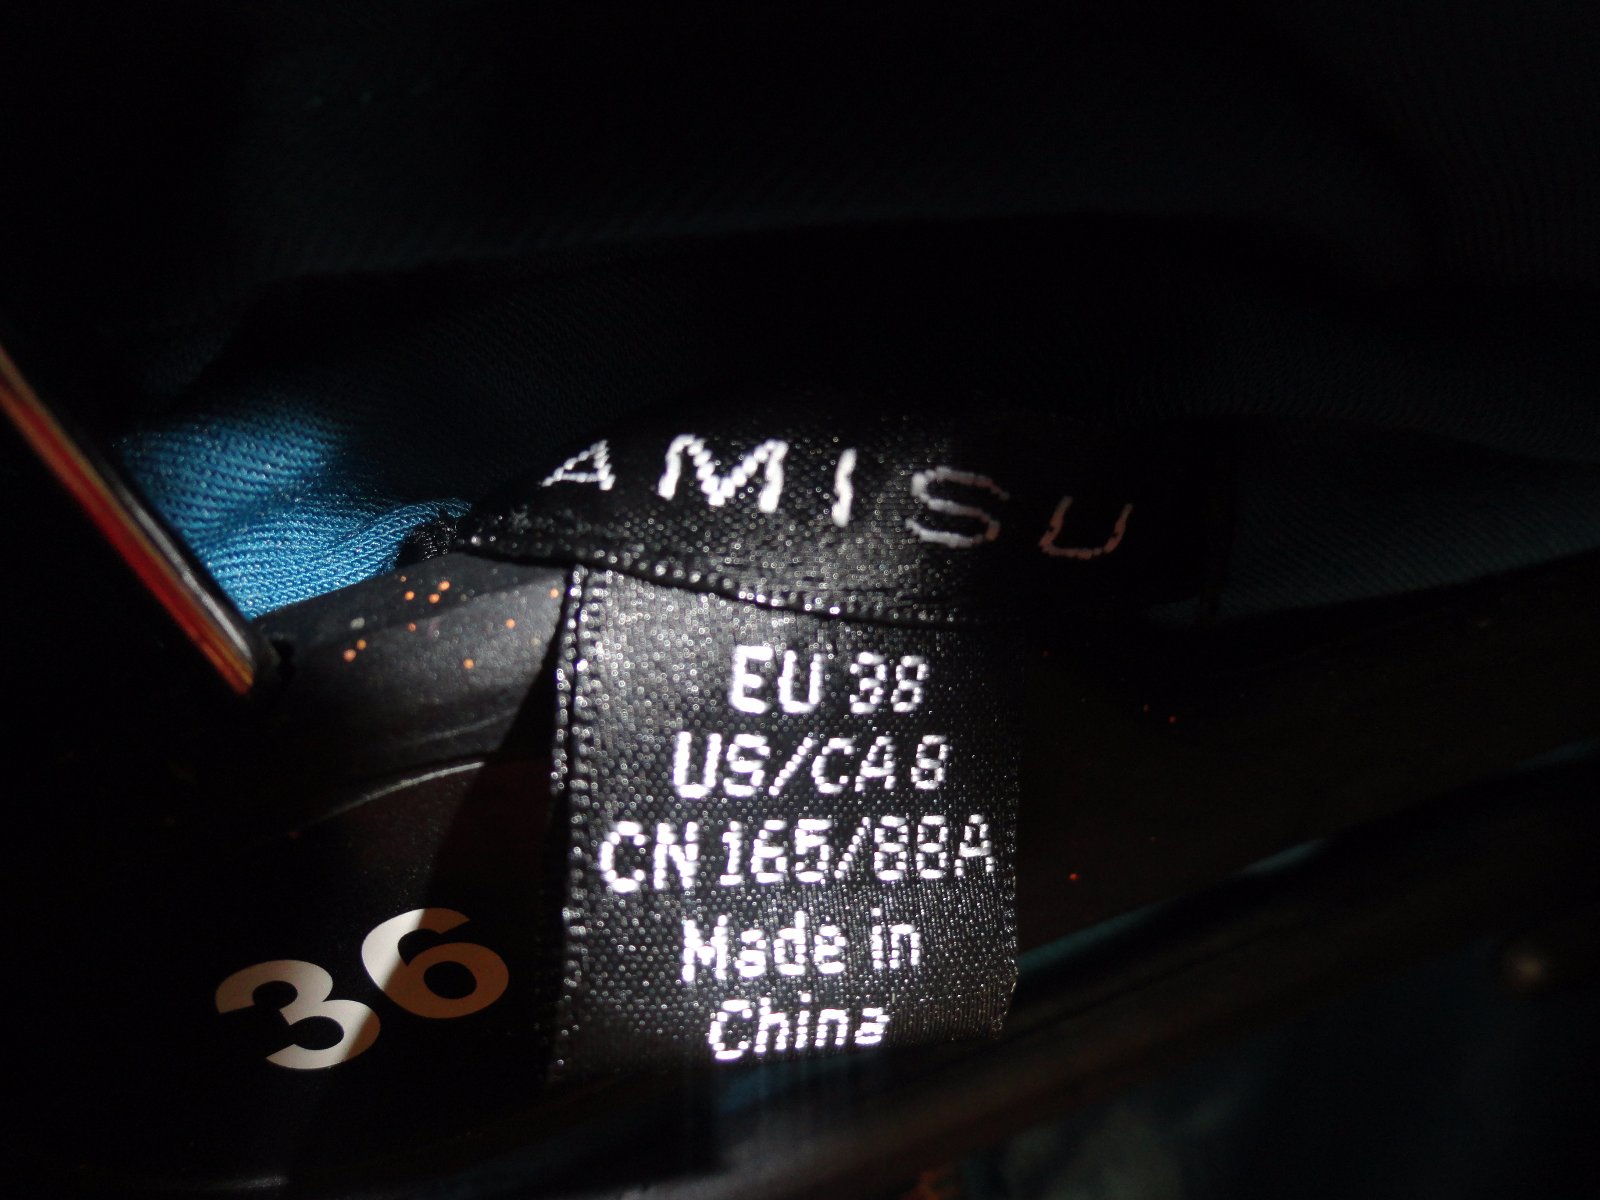 AMISU
EU 38
US/CA 8
CN 165/88A
Made in
China
36